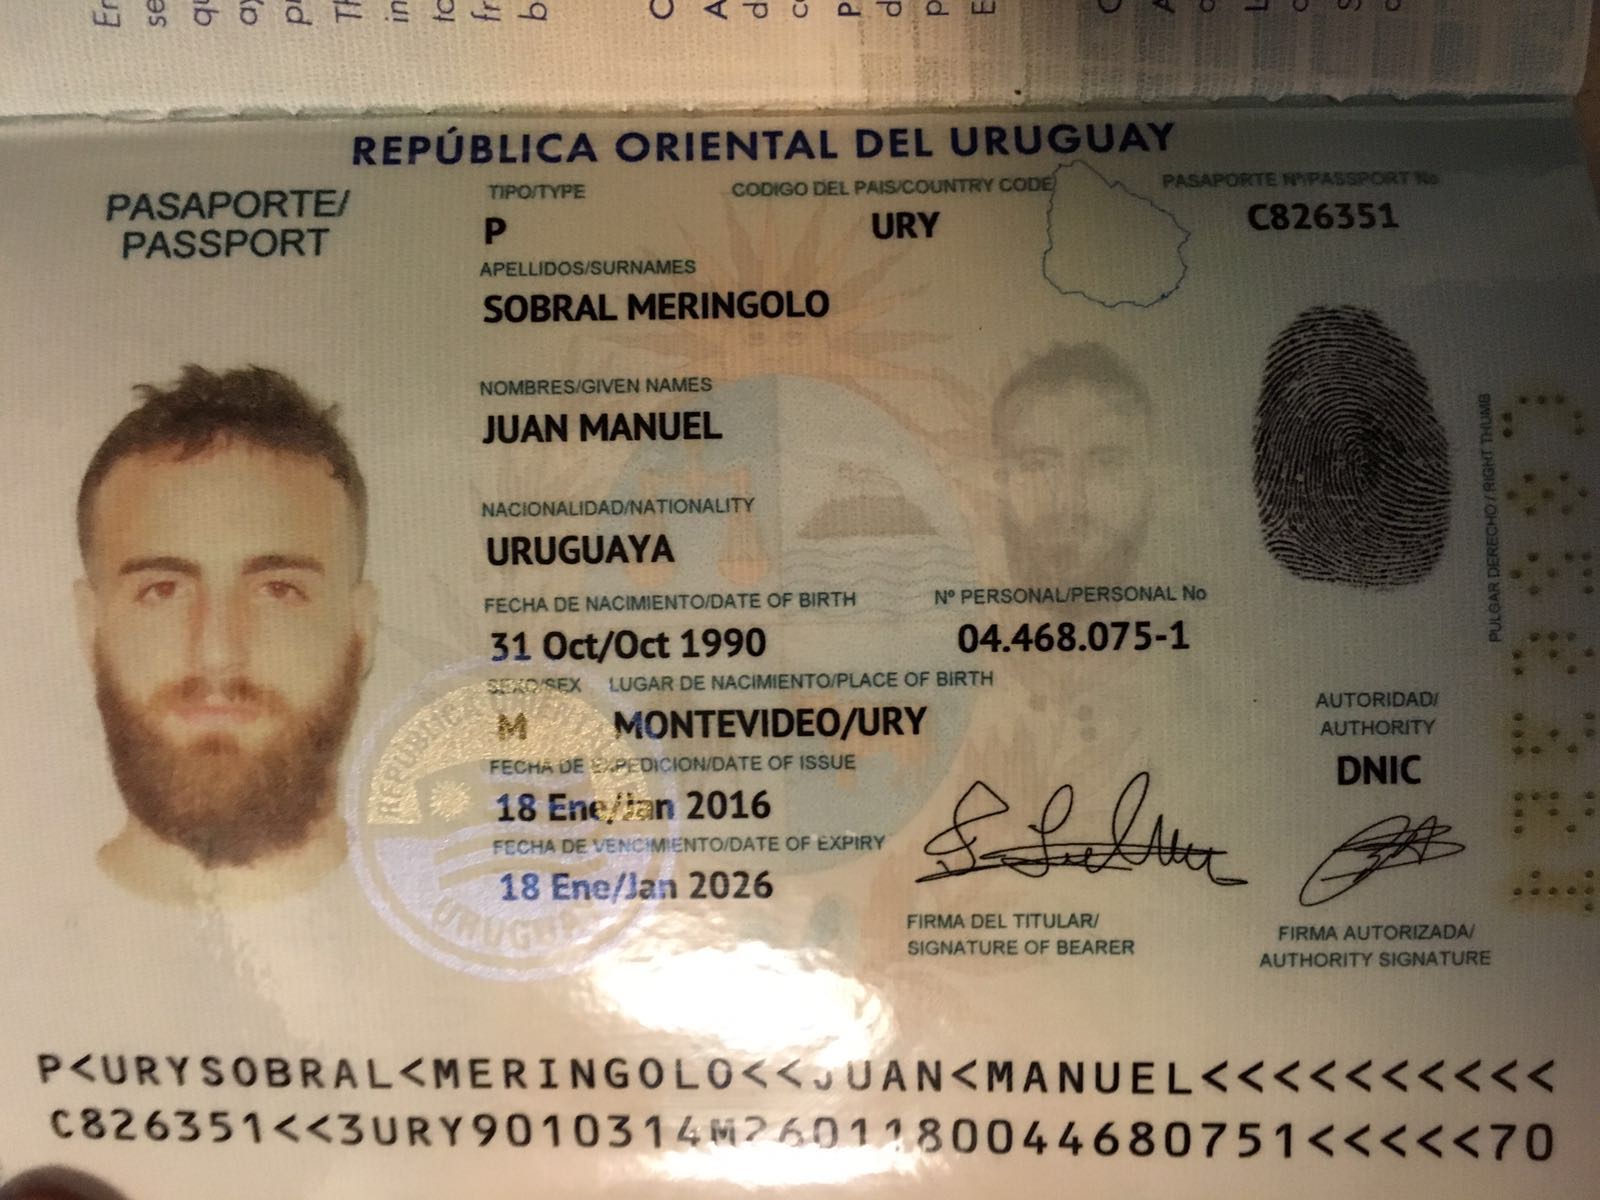 REPÚBLICA ORIENTAL DEL URUGUAY
PASAPORTE/
PASSPORT
TIPO/TYPE
P
CODIGO DEL PAIS/COUNTRY CODE
URY
PASAPORTE Nº/PASSPORT No
C826351
APELLIDOS/SURNAMES
SOBRAL MERINGOLO
NOMBRES/GIVEN NAMES
JUAN MANUEL
NACIONALIDAD/NATIONALITY
URUGUAYA
FECHA DE NACIMIENTO/DATE OF BIRTH
31 Oct/Oct 1990
Nº PERSONAL/PERSONAL No
04.468.075-1
SEXO/SEX
M
LUGAR DE NACIMIENTO/PLACE OF BIRTH
MONTEVIDEO/URY
FECHA DE EXPEDICION/DATE OF ISSUE
18 Ene/Jan 2016
FECHA DE VENCIMIENTO/DATE OF EXPIRY
18 Ene/Jan 2026
PULGAR DERECHO / RIGHT THUMB
AUTORIDAD/
AUTHORITY
DNIC
FIRMA DEL TITULAR/
SIGNATURE OF BEARER
FIRMA AUTORIZADA/
AUTHORITY SIGNATURE
URUGUAY
P<URYSOBRAL<MERINGOLO<<JUAN<MANUEL<<<<<<<<<<
C826351<<3URY9010314M2601180044680751<<<<<70